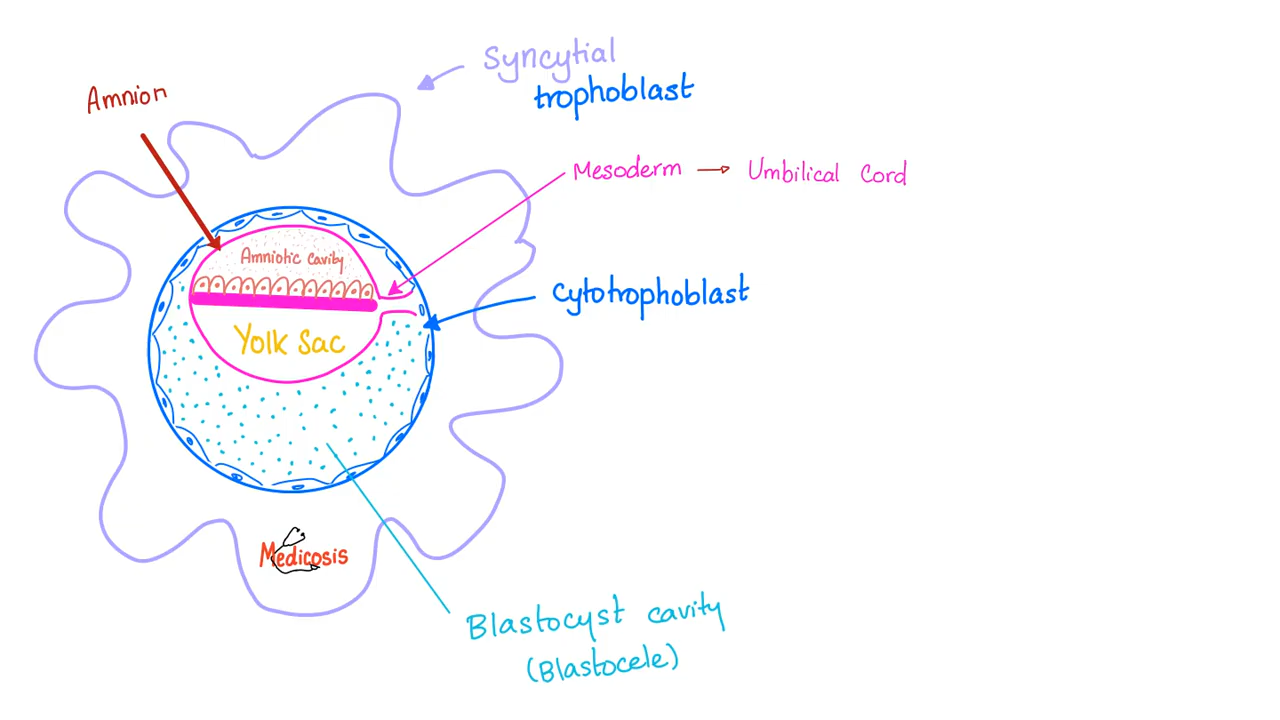 Syncytial
trophoblast
Amnion
Mesoderm → Umbilical Cord
Amniotic cavity
Cytotrophoblast
Yolk Sac
Medicosis
Blastocyst cavity
(Blastocele)